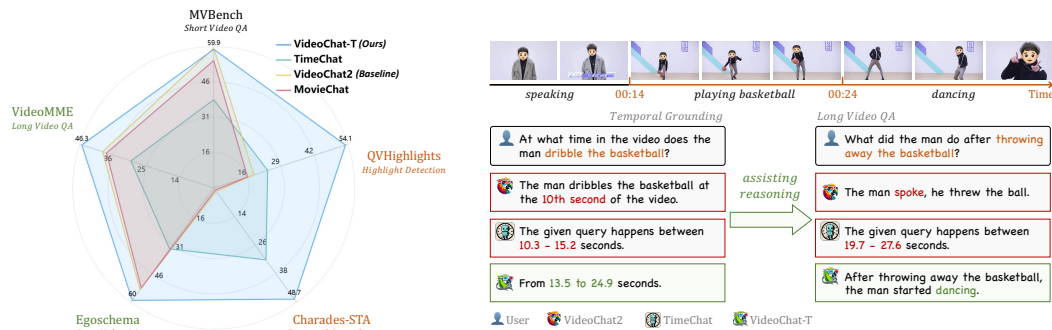 MVBench
Short Video QA
59.9
VideoChat-T (Ours)
TimeChat
VideoChat2 (Baseline)
MovieChat
46
31
16
VideoMME
Long Video QA
46.3
36
25
14
54.1
42
29
16
QVHighlights
Highlight Detection
16
31
46
60
14
26
38
48.7
Egoschema
Charades-STA
speaking
00:14
playing basketball
00:24
dancing
Time
Temporal Grounding
At what time in the video does the
man dribble the basketball?
The man dribbles the basketball at
the 10th second of the video.
The given query happens between
10.3 - 15.2 seconds.
From 13.5 to 24.9 seconds.
assisting
reasoning
Long Video QA
What did the man do after throwing
away the basketball?
The man spoke, he threw the ball.
The given query happens between
19.7 - 27.6 seconds.
After throwing away the basketball,
the man started dancing.
User
VideoChat2
TimeChat
VideoChat-T